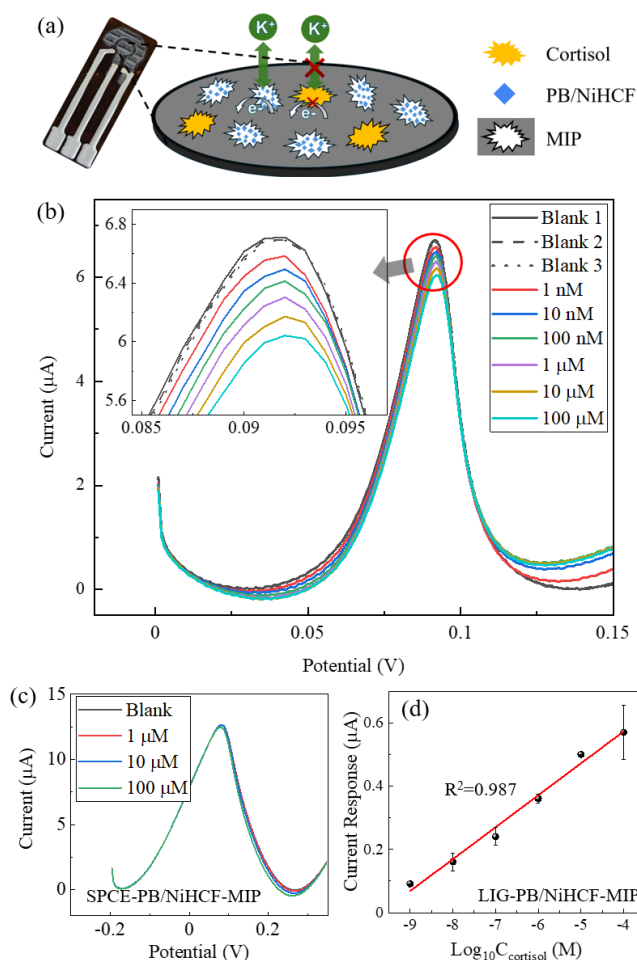 (a)
K⁺
K⁺
e-
e-
Cortisol
PB/NiHCF
MIP
(b)
Current (μA)
6
4
2
0
0
0.05
0.1
0.15
Potential (V)
6.8
6.4
6
5.6
0.085
0.09
0.095
Blank 1
Blank 2
Blank 3
1 nM
10 nM
100 nM
1 μM
10 μM
100 μM
(c)
Current (μA)
15
10
5
0
Blank
1 μM
10 μM
100 μM
SPCE-PB/NiHCF-MIP
-0.2
0
0.2
Potential (V)
(d)
Current Response (μA)
0.6
0.4
0.2
0
R²=0.987
LIG-PB/NiHCF-MIP
-9
-8
-7
-6
-5
-4
Log₁₀C cortisol (M)